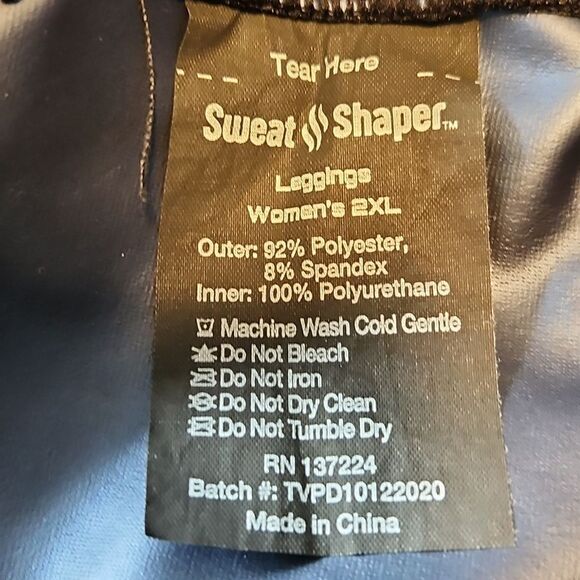 Tear Here
Sweat Shaper™
Leggings
Women's 2XL
Outer: 92% Polyester,
8% Spandex
Inner: 100% Polyurethane
Machine Wash Cold Gentle
Do Not Bleach
Do Not Iron
Do Not Dry Clean
Do Not Tumble Dry
RN 137224
Batch #: TVPD10122020
Made in China